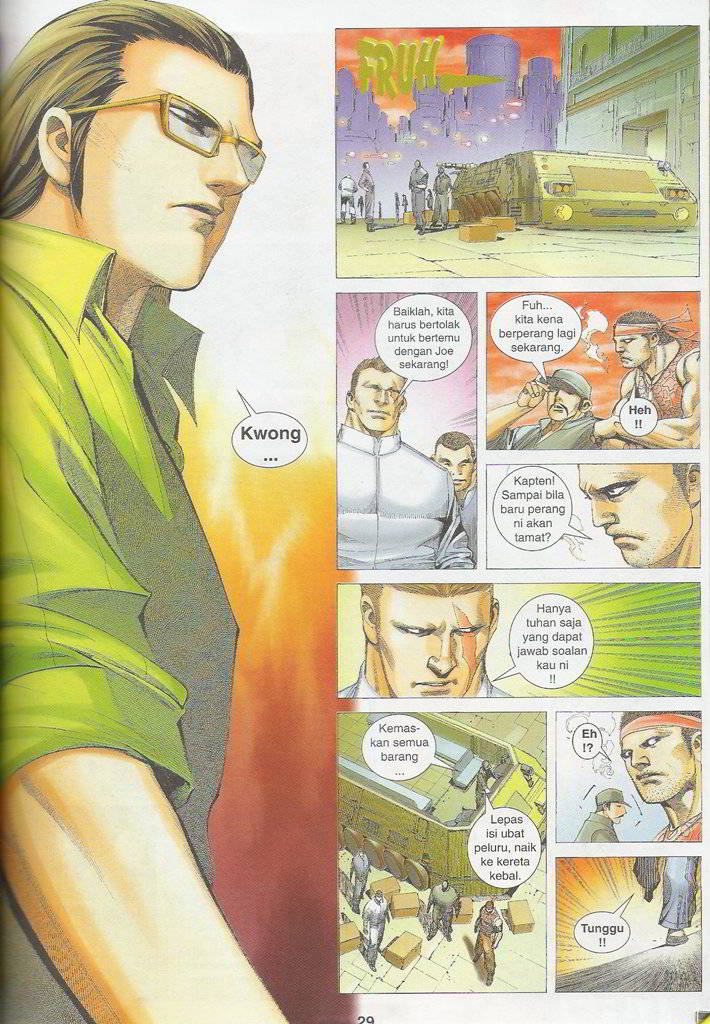 Kwong
...
FRUH
Baiklah, kita
harus bertolak
untuk bertemu
dengan Joe
sekarang!
Fuh...
kita kena
berperang lagi
sekarang.
Heh
!!
Kapten!
Sampai bila
baru perang
ni akan
tamat?
Hanya
tuhan saja
yang dapat
jawab soalan
kau ni
!!
Kemas-
kan semua
barang
...
Lepas
isi ubat
peluru, naik
ke kereta
kebal.
Eh
!?
Tunggu
!!
29